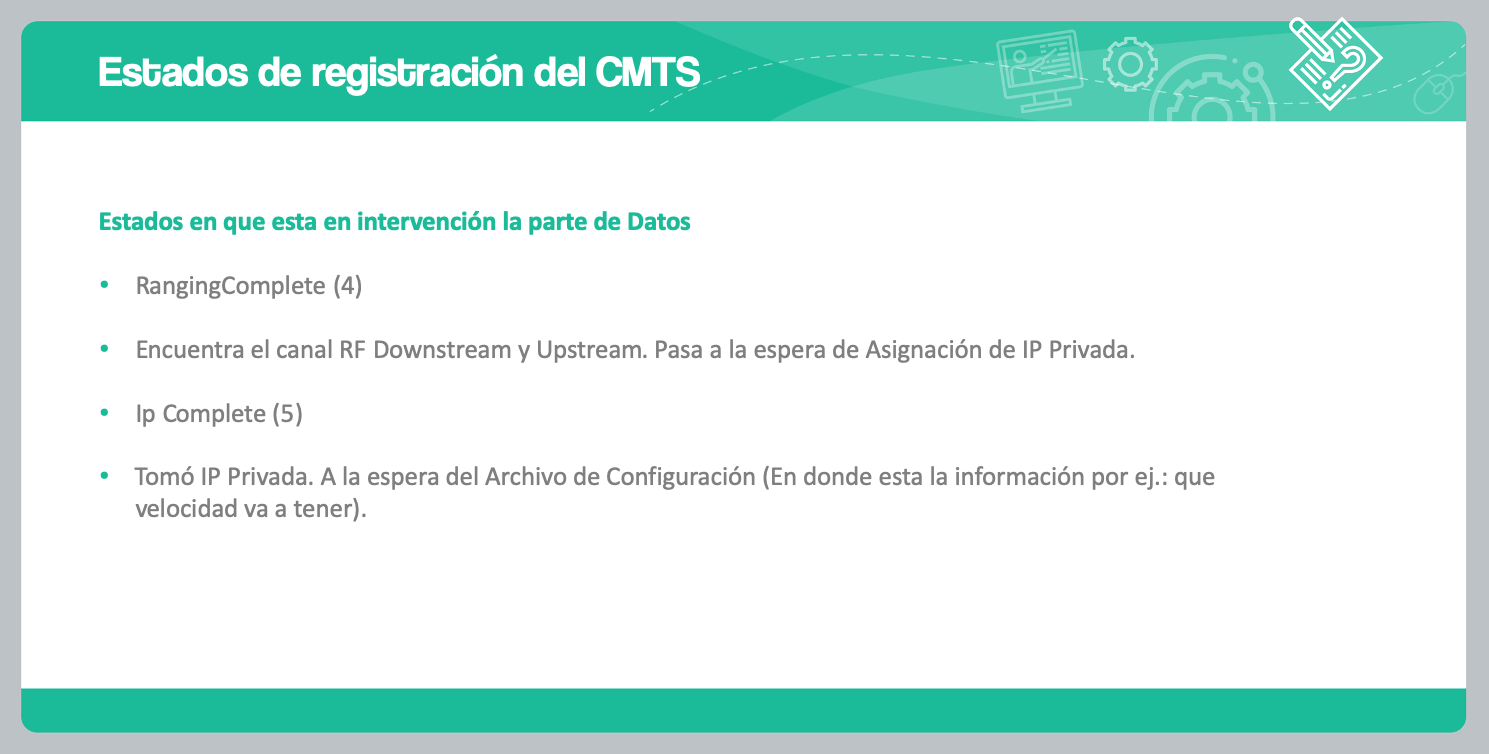 Estados de registración del CMTS
Estados en que esta en intervención la parte de Datos
• RangingComplete (4)
• Encuentra el canal RF Downstream y Upstream. Pasa a la espera de Asignación de IP Privada.
• Ip Complete (5)
• Tomó IP Privada. A la espera del Archivo de Configuración (En donde esta la información por ej.: que
velocidad va a tener).